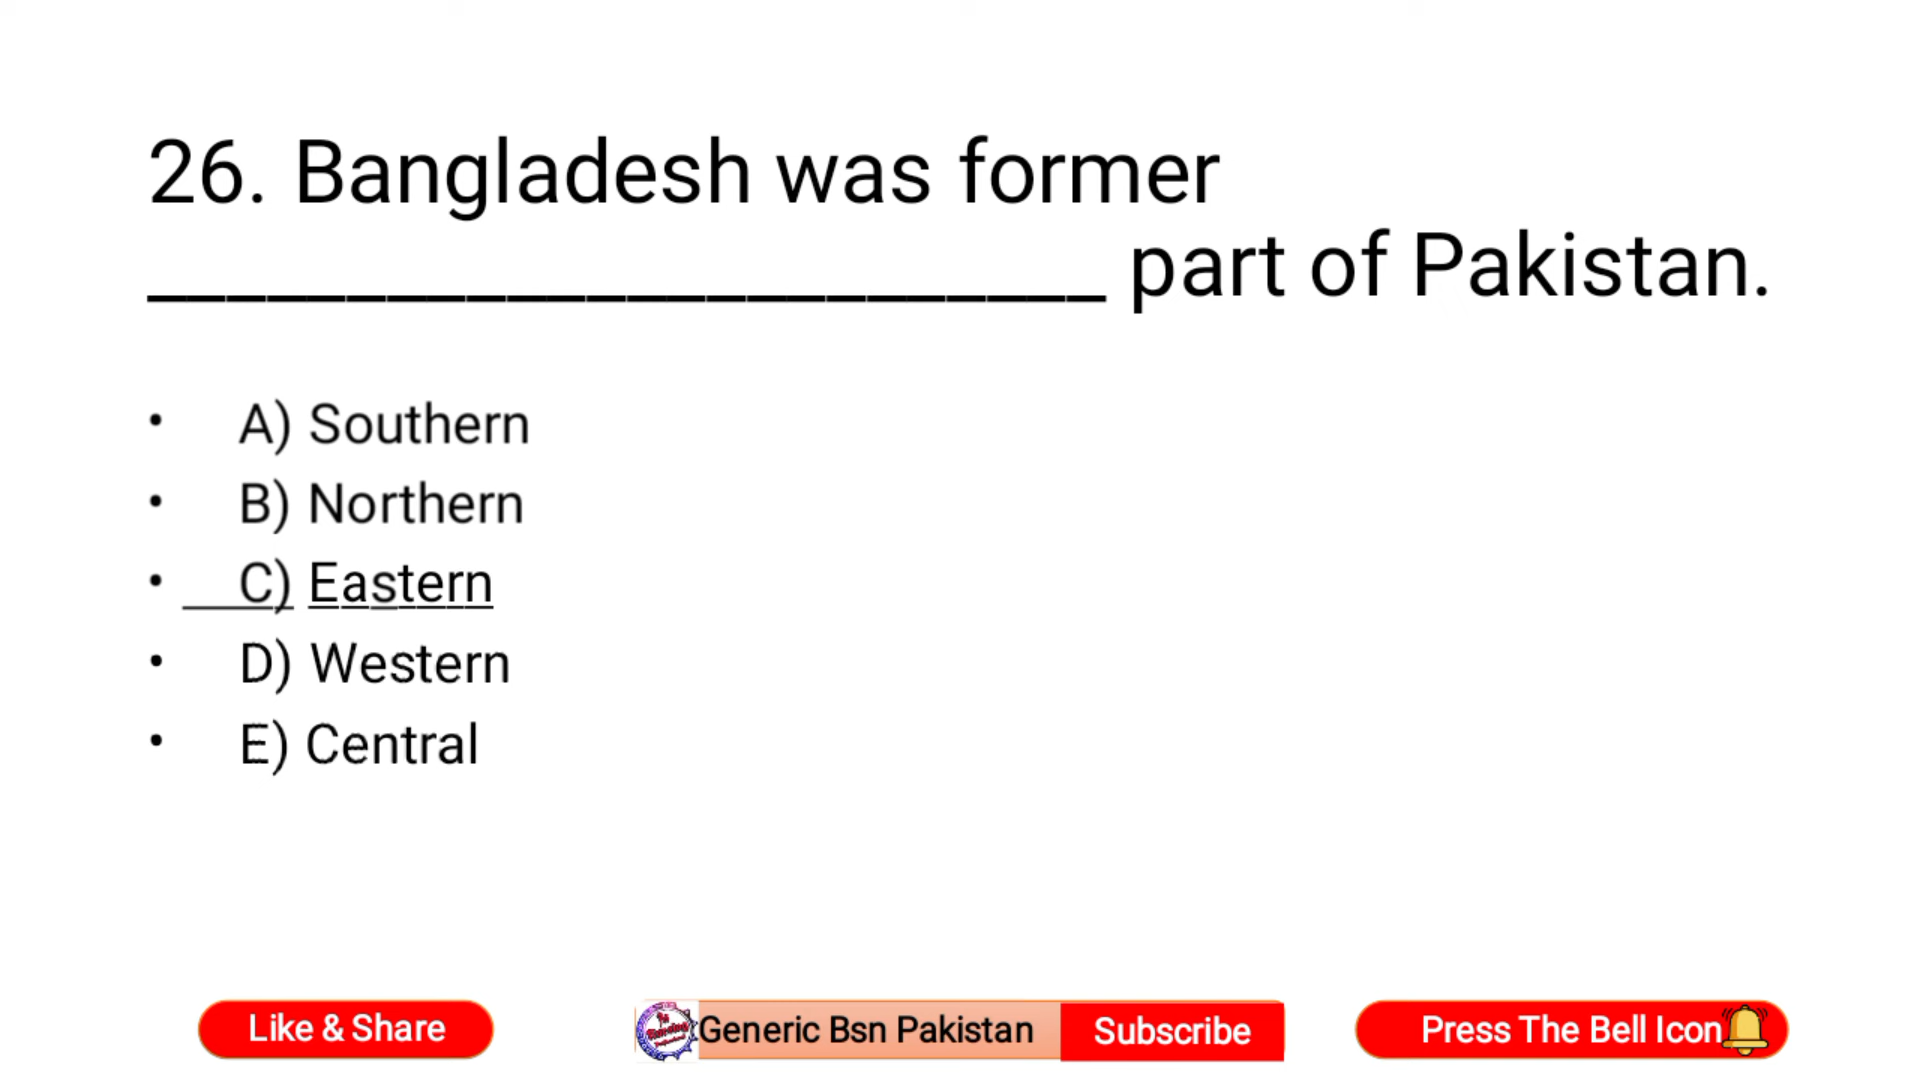 26. Bangladesh was former
________________________ part of Pakistan.
• A) Southern
• B) Northern
• C) Eastern
• D) Western
• E) Central
Like & Share
Generic Bsn Pakistan
Subscribe
Press The Bell Icon